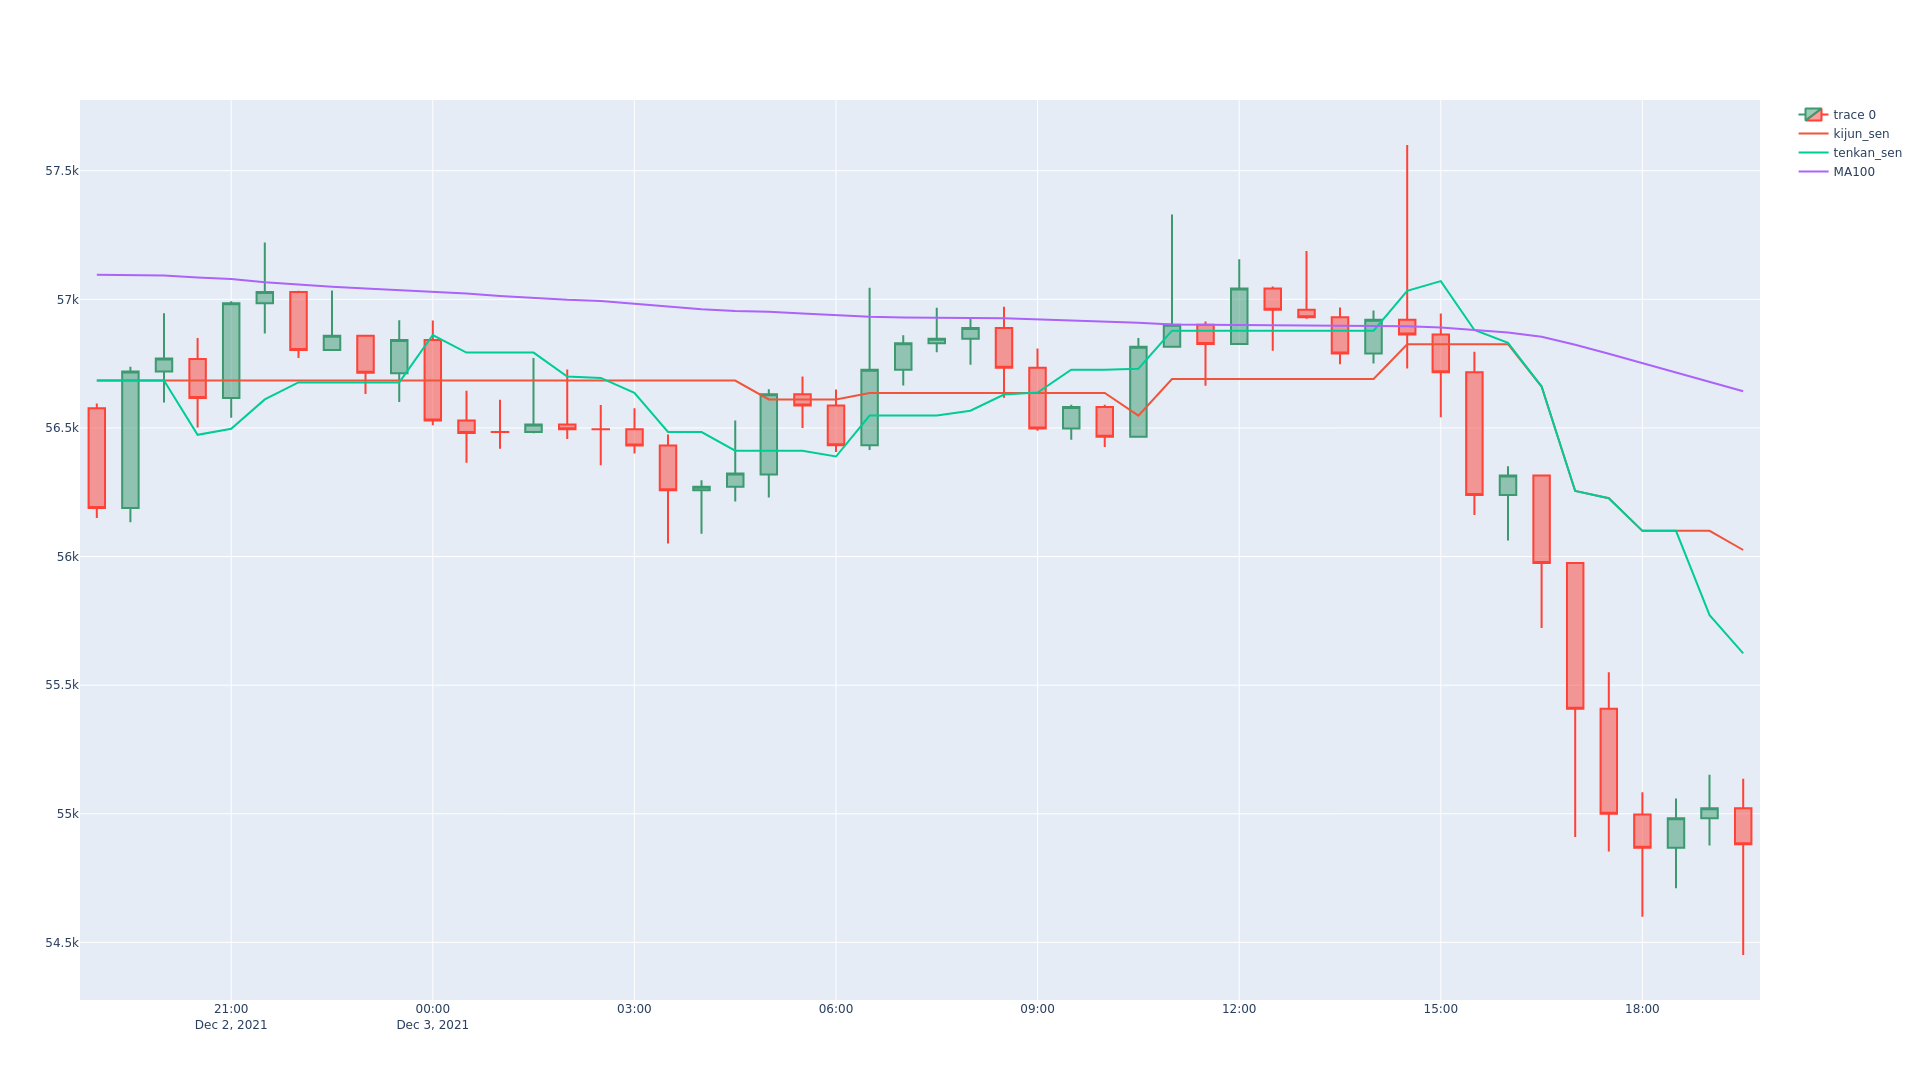 trace 0
kijun_sen
tenkan_sen
MA100
57.5k
57k
56.5k
56k
55.5k
55k
54.5k
21:00 00:00 03:00 06:00 09:00 12:00 15:00 18:00
Dec 2, 2021 Dec 3, 2021